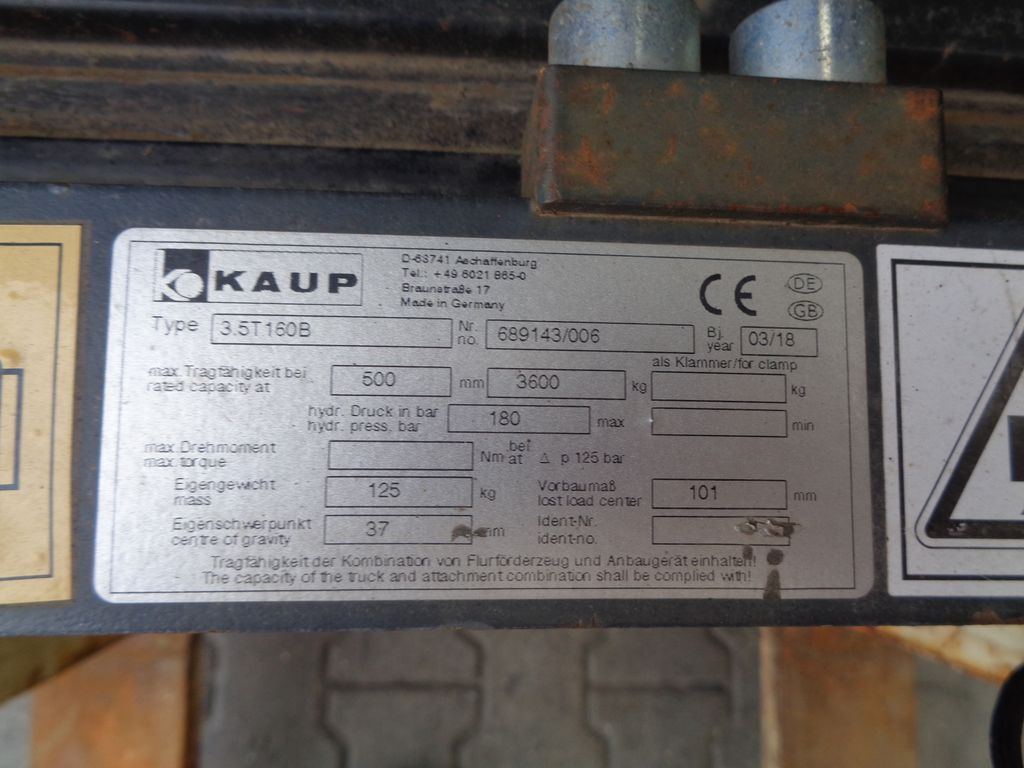 KAUP
D-63741 Aschaffenburg
Tel.: +49 6021 865-0
Braunstraße 17
Made in Germany
CE DE
GB
Type 3.5T160B Nr. no. 689143/006 Bj. year 03/18
als Klammer/for clamp
max. Tragfähigkeit bei
rated capacity at 500 mm 3600 kg kg
hydr. Druck in bar
hydr. press. bar 180 max min
max. Drehmoment
max. torque Nm bei at Δ p 125 bar
Eigengewicht
mass 125 kg
Vorbaumaß
lost load center 101 mm
Eigenschwerpunkt
centre of gravity 37 mm
Ident-Nr.
ident-no.
Tragfähigkeit der Kombination von Flurförderzeug und Anbaugerät einhalten!
The capacity of the truck and attachment combination shall be complied with!